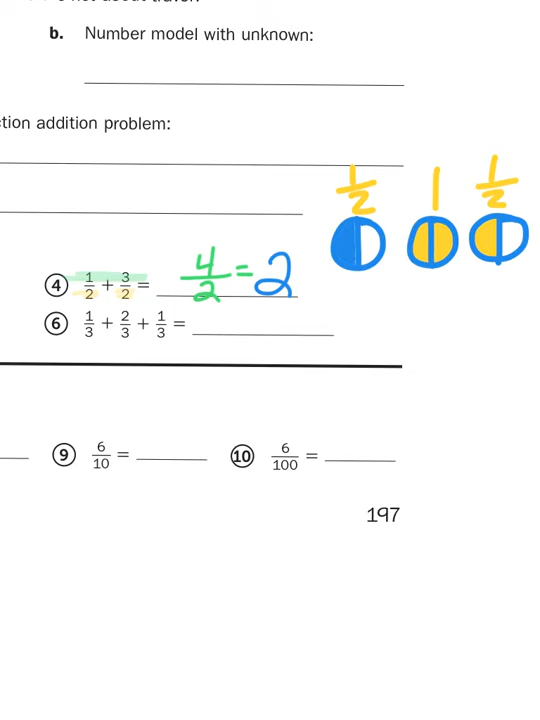 b. Number model with unknown:
tion addition problem:
1/2 1 1/2
④ 1/2 + 3/2 = 4/2 = 2
⑥ 1/3 + 2/3 + 1/3 =
⑨ 6/10 = ⑩ 6/100 =
197